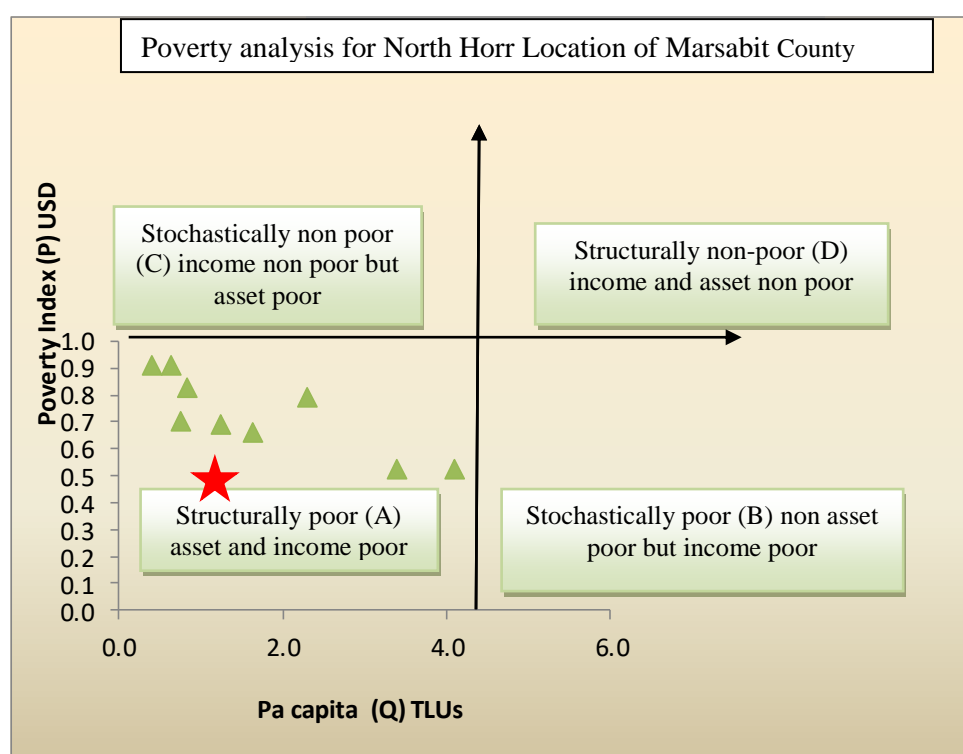 Poverty analysis for North Horr Location of Marsabit County
Poverty Index (P) USD
Stochastically non poor
(C) income non poor but
asset poor
Structurally non-poor (D)
income and asset non poor
1.0
0.9
0.8
0.7
0.6
0.5
0.4
0.3
0.2
0.1
0.0
Structurally poor (A)
asset and income poor
Stochastically poor (B) non asset
poor but income poor
0.0 2.0 4.0 6.0
Pa capita (Q) TLUs